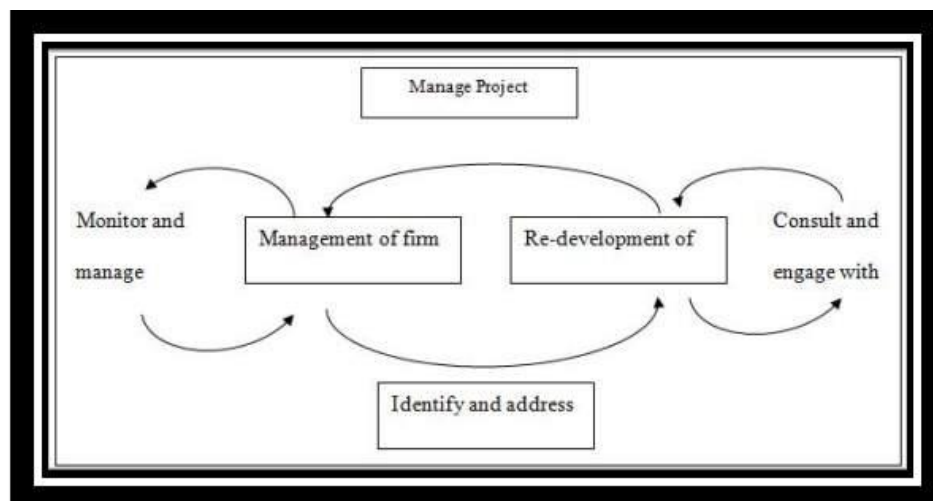 Manage Project
Monitor and
manage
Management of firm
Re-development of
Consult and
engage with
Identify and address